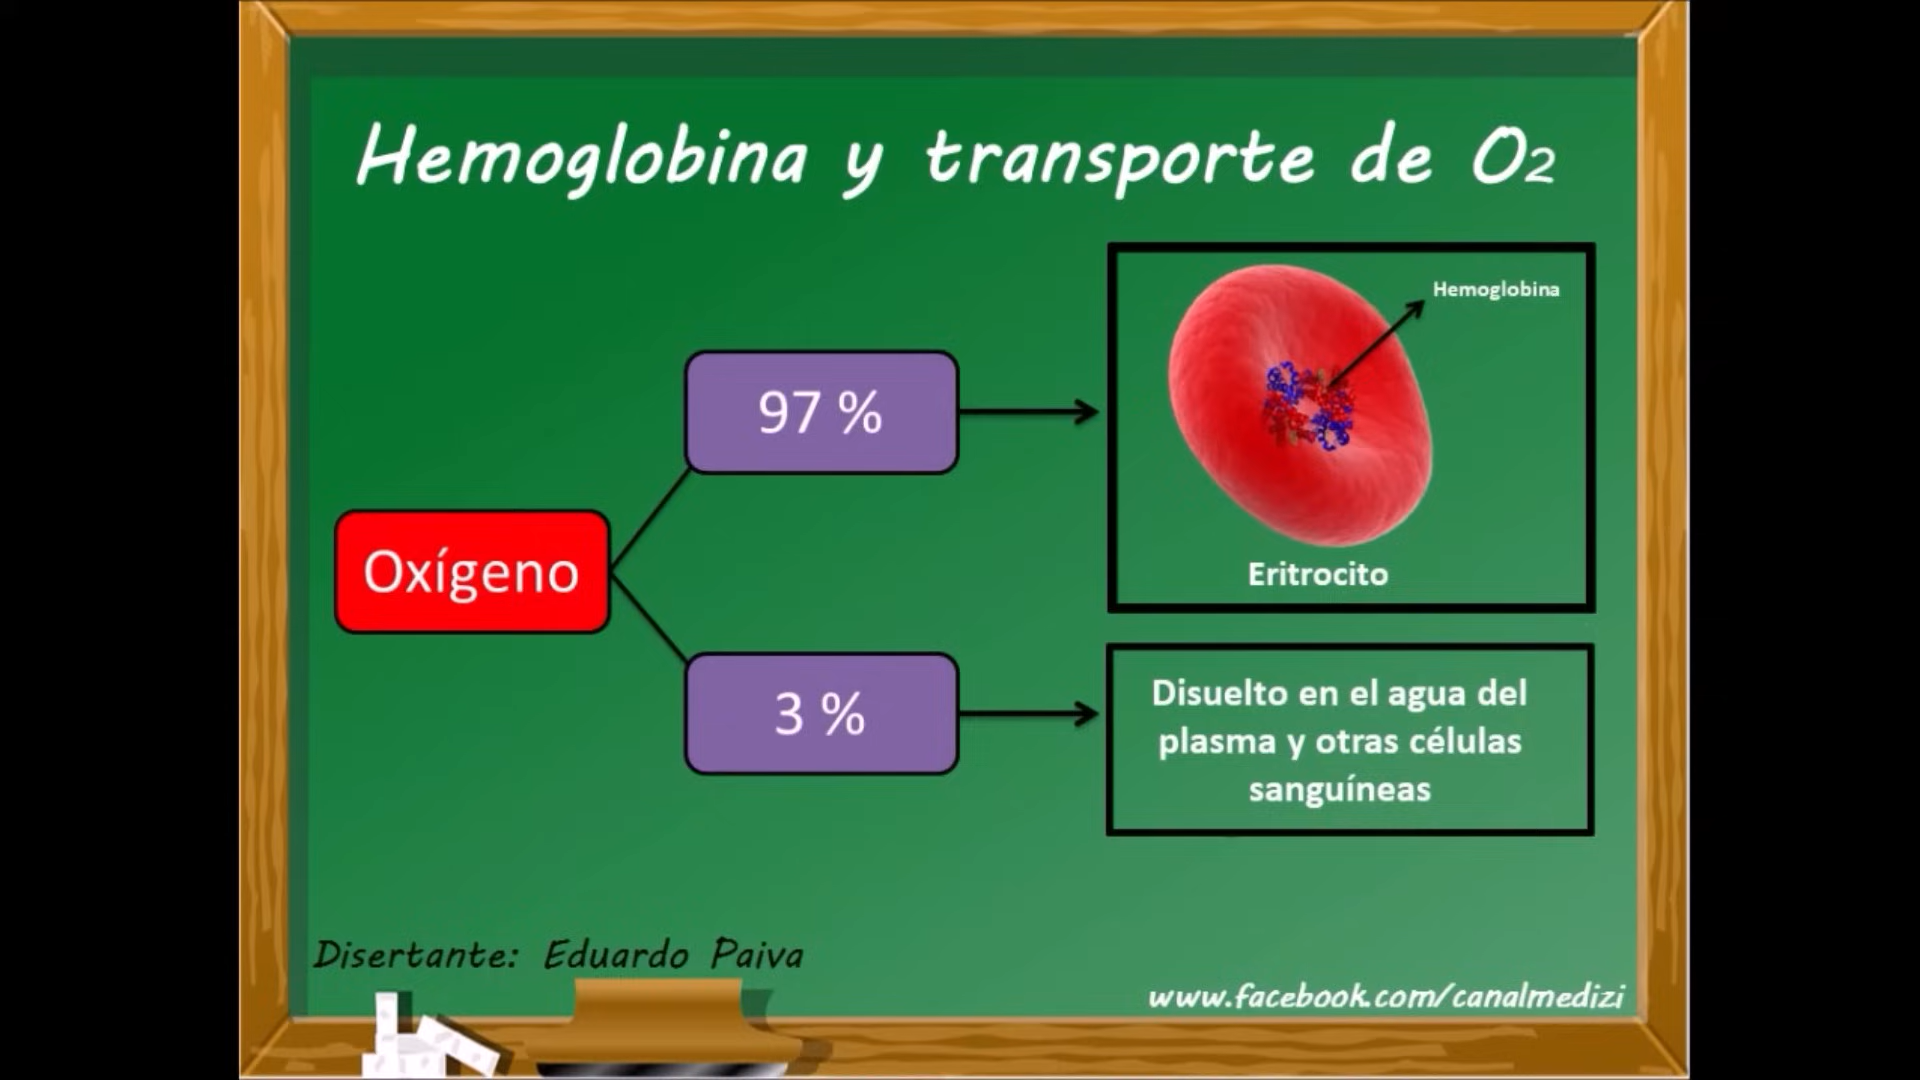 Hemoglobina y transporte de O2
Hemoglobina
97 %
Eritrocito
Oxígeno
3 %
Disuelto en el agua del
plasma y otras células
sanguíneas
Disertante: Eduardo Paiva
www.facebook.com/canalmedizi